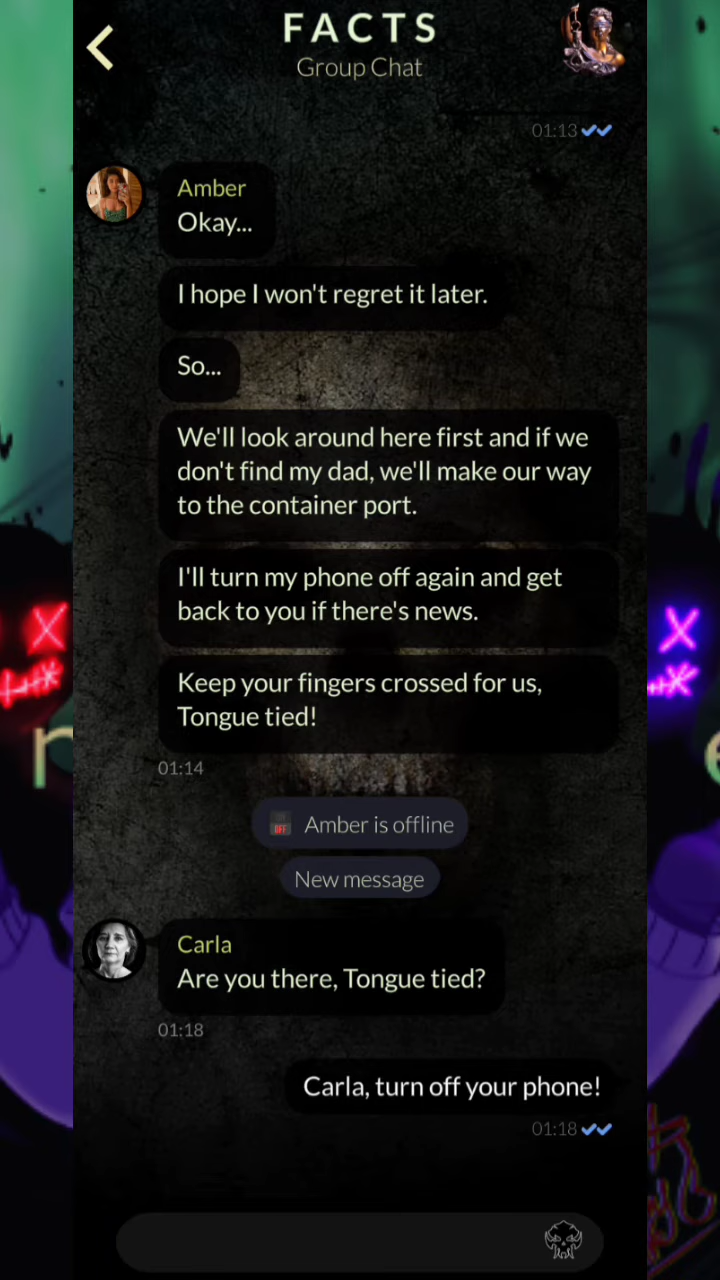 FACTS
Group Chat
01:13
Amber
Okay...
I hope I won't regret it later.
So...
We'll look around here first and if we
don't find my dad, we'll make our way
to the container port.
I'll turn my phone off again and get
back to you if there's news.
Keep your fingers crossed for us,
Tongue tied!
01:14
OFF
Amber is offline
New message
Carla
Are you there, Tongue tied?
01:18
Carla, turn off your phone!
01:18